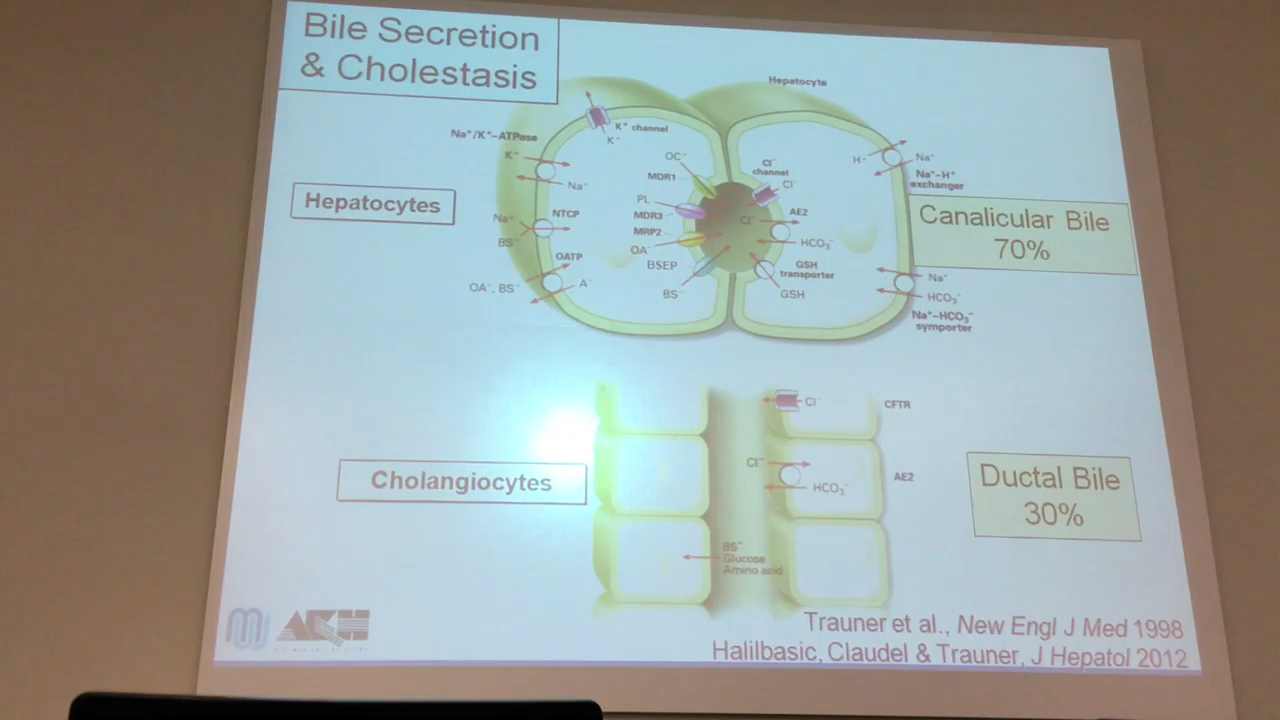 Bile Secretion
& Cholestasis
Hepatocyte
Na⁺/K⁺–ATPase
K⁺
Na⁺
K⁺ channel
K⁻
Hepatocytes
Na⁺
BS⁻
NTCP
OATP
OA⁻, BS⁻
A⁻
OC⁺
MDR1
PL
MDR3
MRP2
OA⁻
BSEP
BS⁻
Cl⁻
channel
Cl⁻
Cl⁻
AE2
HCO₃⁻
GSH
transporter
GSH
H⁺
Na⁺
Na⁺–H⁺
exchanger
Canalicular Bile
70%
Na⁺
HCO₃⁻
Na⁺–HCO₃⁻
symporter
Cl⁻
CFTR
Cholangiocytes
Cl⁻
HCO₃⁻
AE2
Ductal Bile
30%
BS⁻
Glucose
Amino acid
AKH
Trauner et al., New Engl J Med 1998
Halilbasic, Claudel & Trauner, J Hepatol 2012